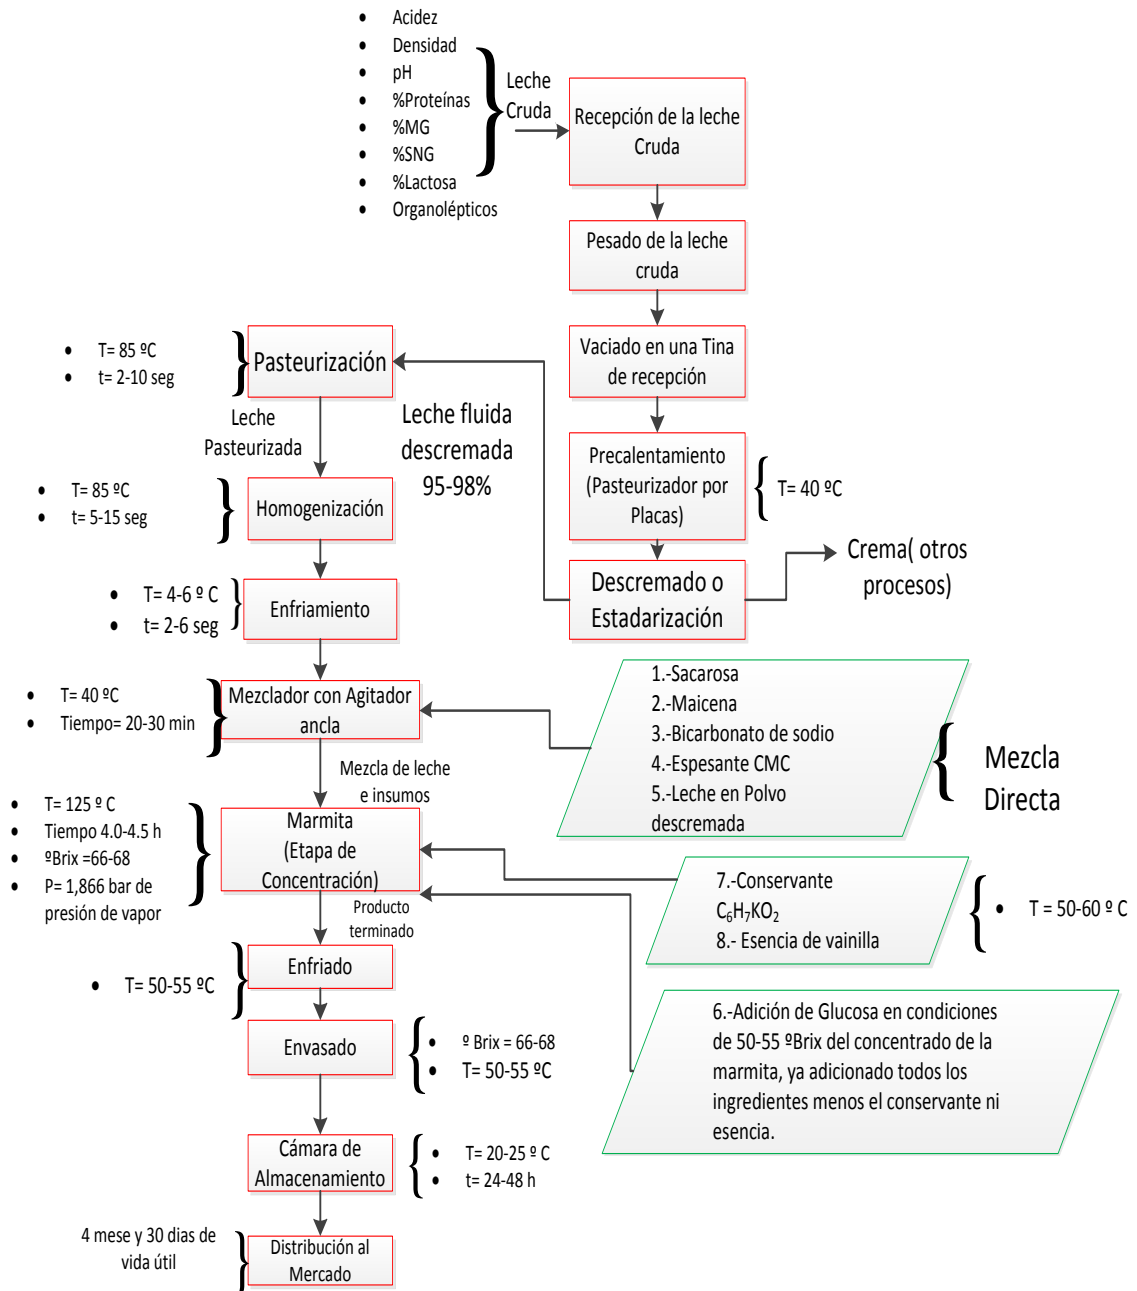 • Acidez
• Densidad
• pH
• %Proteínas
• %MG
• %SNG
• %Lactosa
• Organolépticos
Leche
Cruda
Recepción de la leche
Cruda
Pesado de la leche
cruda
Vaciado en una Tina
de recepción
Precalentamiento
(Pasteurizador por
Placas)
T= 40 ºC
Descremado o
Estadarización
Crema( otros
procesos)
Leche fluida
descremada
95-98%
• T= 85 ºC
• t= 2-10 seg
Pasteurización
Leche
Pasteurizada
• T= 85 ºC
• t= 5-15 seg
Homogenización
• T= 4-6 º C
• t= 2-6 seg
Enfriamiento
• T= 40 ºC
• Tiempo= 20-30 min
Mezclador con Agitador
ancla
1.-Sacarosa
2.-Maicena
3.-Bicarbonato de sodio
4.-Espesante CMC
5.-Leche en Polvo
descremada
Mezcla
Directa
Mezcla de leche
e insumos
• T= 125 º C
• Tiempo 4.0-4.5 h
• ºBrix =66-68
• P= 1,866 bar de
presión de vapor
Marmita
(Etapa de
Concentración)
7.-Conservante
C₆H₇KO₂
8.- Esencia de vainilla
• T = 50-60 º C
Producto
terminado
6.-Adición de Glucosa en condiciones
de 50-55 ºBrix del concentrado de la
marmita, ya adicionado todos los
ingredientes menos el conservante ni
esencia.
• T= 50-55 ºC
Enfriado
Envasado
• º Brix = 66-68
• T= 50-55 ºC
Cámara de
Almacenamiento
• T= 20-25 º C
• t= 24-48 h
4 mese y 30 dias de
vida útil
Distribución al
Mercado